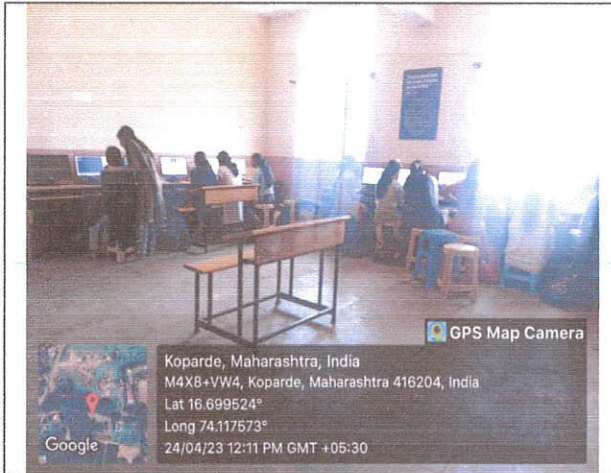 GPS Map Camera
Koparde, Maharashtra, India
M4X8+VW4, Koparde, Maharashtra 416204, India
Lat 16.699524°
Long 74.117573°
24/04/23 12:11 PM GMT +05:30
Google